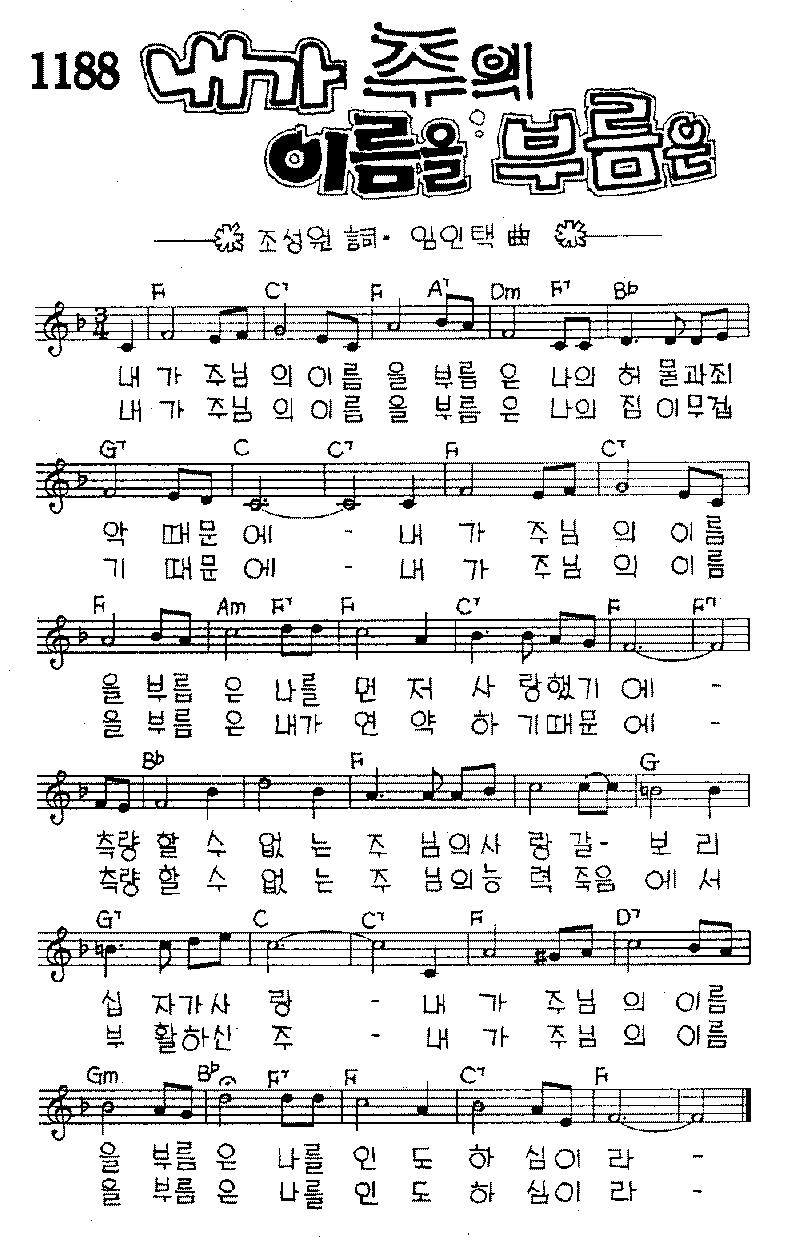 1188 내가 주의
이름을 부름은
조성원 詞 · 임인택 曲
F C7 F A7 Dm F7 B♭
3/4
내 가 주님 의 이름 을 부름 은 나의 허 물과죄
내 가 주님 의 이름 을 부름 은 나의 짐 이무겁
G7 C C7 F C7
악 때문 에 - 내 가 주님 의 이름
기 때문 에 - 내 가 주님 의 이름
F Am F7 F C7 F F7
을 부름 은 나를 먼 저 사 랑했기 에 -
을 부름 은 내가 연 약 하 기때문 에 -
B♭ F G
측량 할 수 없 는 주 님의사 랑 갈- 보 리
측량 할 수 없 는 주 님의능 력 죽음 에 서
G7 C C7 F D7
십 자가사 랑 - 내 가 주님 의 이름
부 활하신 주 - 내 가 주님 의 이름
Gm B♭ F7 F C7 F
을 부름 은 나를 인 도 하 심이 라 -
을 부름 은 나를 인 도 하 심이 라 -